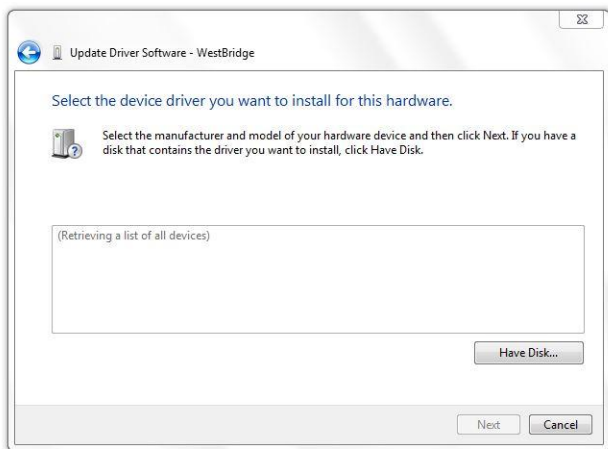 Update Driver Software - WestBridge
Select the device driver you want to install for this hardware.
Select the manufacturer and model of your hardware device and then click Next. If you have a
disk that contains the driver you want to install, click Have Disk.
(Retrieving a list of all devices)
Have Disk...
Next
Cancel